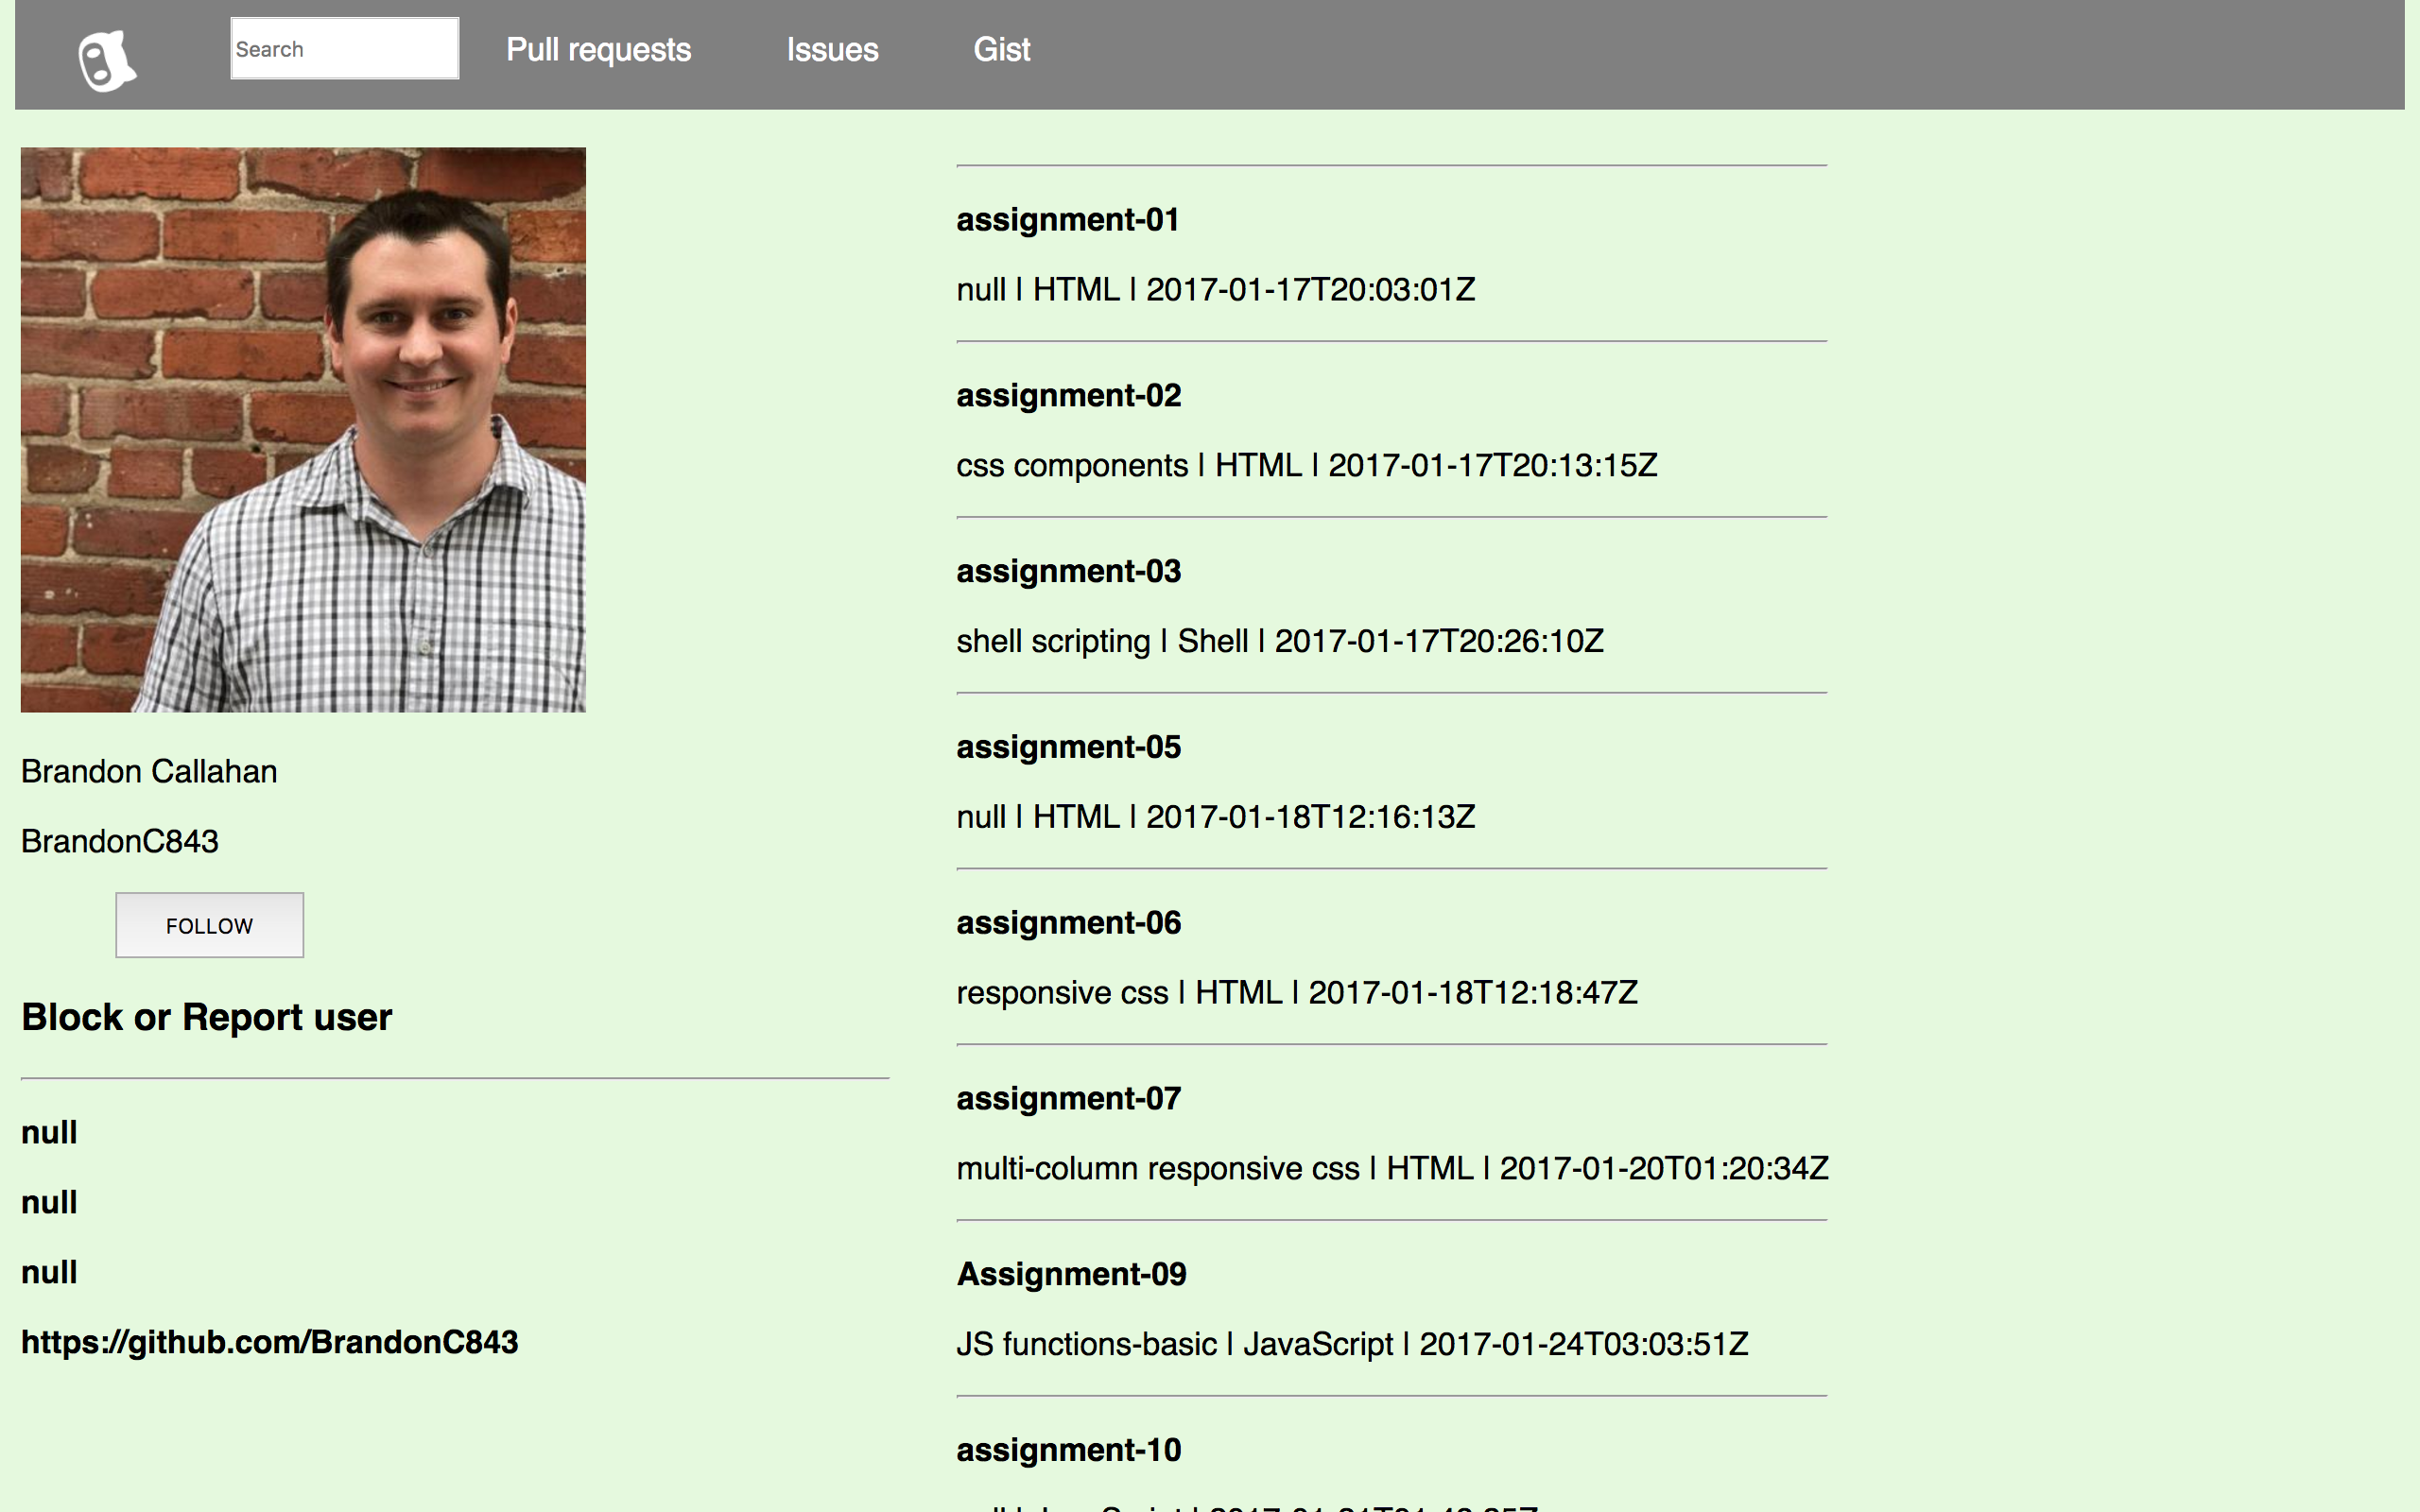 Search
Pull requests
Issues
Gist
Brandon Callahan
BrandonC843
FOLLOW
Block or Report user
null
null
null
https://github.com/BrandonC843
assignment-01
null | HTML | 2017-01-17T20:03:01Z
assignment-02
css components | HTML | 2017-01-17T20:13:15Z
assignment-03
shell scripting | Shell | 2017-01-17T20:26:10Z
assignment-05
null | HTML | 2017-01-18T12:16:13Z
assignment-06
responsive css | HTML | 2017-01-18T12:18:47Z
assignment-07
multi-column responsive css | HTML | 2017-01-20T01:20:34Z
Assignment-09
JS functions-basic | JavaScript | 2017-01-24T03:03:51Z
assignment-10